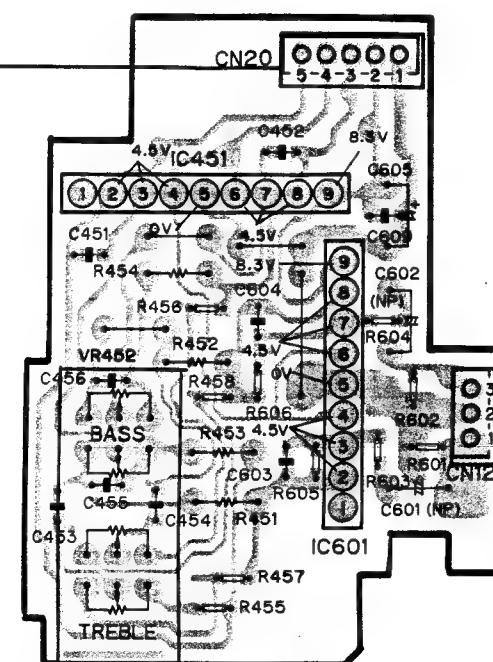 CN20
5 4 3 2 1
C452
8.3V
4.5V
IC451
C605
1 2 3 4 5 6 7 8 9
+
C451
0V
4.5V
R454
8.3V
9
C602
(NP)
C604
8
R456
7
R604
R452
4.5V
6
VR452
C456
R458
0V
5
3
2
1
R606
4
R602
BASS
4.5V
R453
3
R601
CN12
C455
C603
2
R605
R603
C454
R451
1
C601 (NP)
C453
IC601
R457
R455
TREBLE